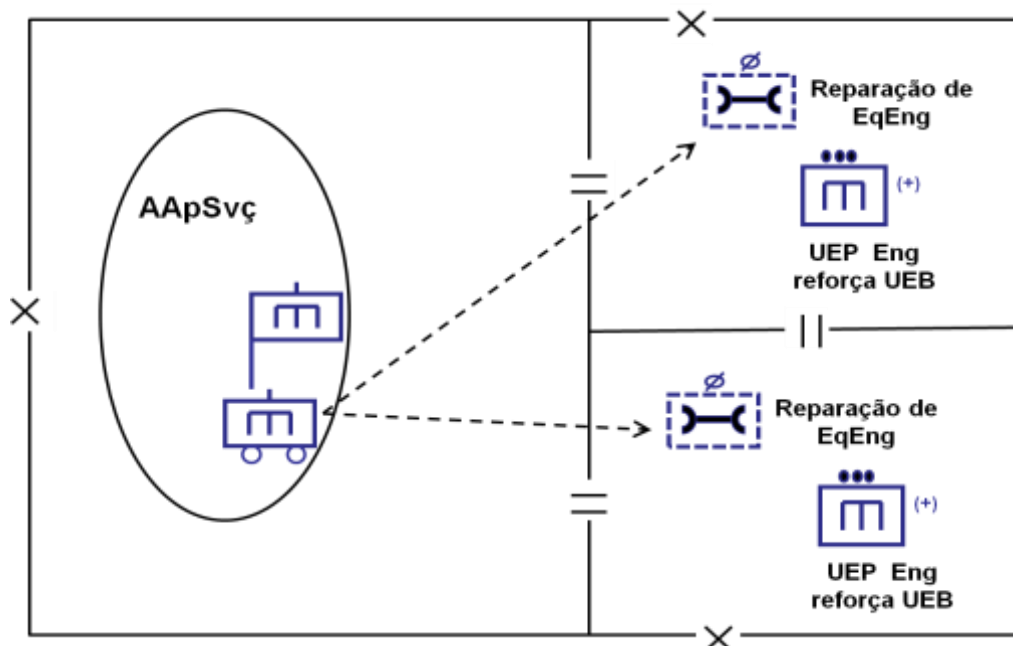 AApSvç
Reparação de
EqEng
(+)
UEP Eng
reforça UEB
Reparação de
EqEng
(+)
UEP Eng
reforça UEB